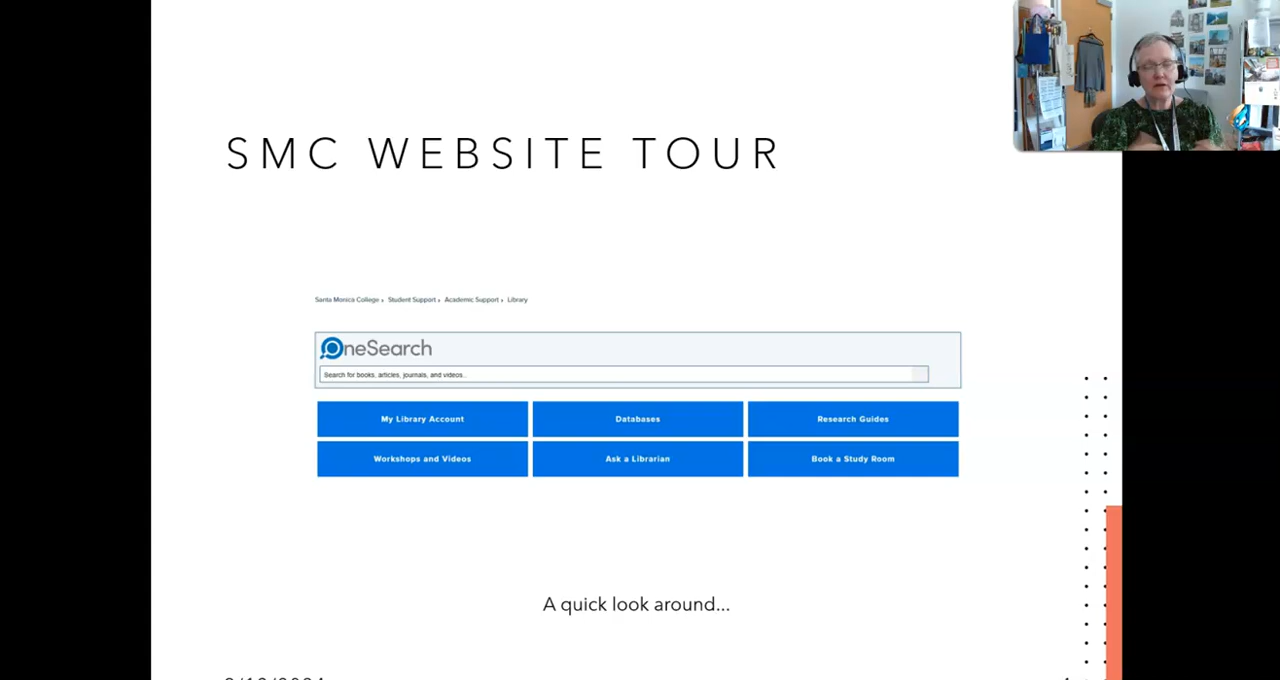 SMC WEBSITE TOUR
Santa Monica College Student Support Academic Support Library
OneSearch
Search for books, articles, journals, and videos..
My Library Account Databases Research Guides
Workshops and Videos Ask a Librarian Book a Study Room
A quick look around...